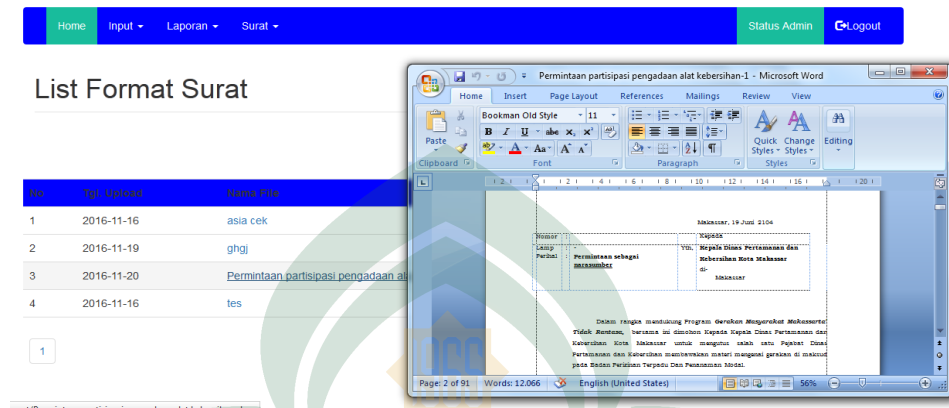 Home Input Laporan Surat Status Admin Logout
List Format Surat
No Tgl. Upload Nama File
1 2016-11-16 asia cek
2 2016-11-19 ghgj
3 2016-11-20 Permintaan partisipasi pengadaan al
4 2016-11-16 tes
1
Permintaan partisipasi pengadaan alat kebersihan-1 - Microsoft Word
Home Insert Page Layout References Mailings Review View
Bookman Old Style 11
Paste
Quick Styles Change Styles Editing
Clipboard Font Paragraph Styles
Makassar, 19 Juni 2104
Nomor : Kepada
Lamp : - Yth. Kepala Dinas Pertamanan dan
Perihal : Permintaan sebagai Kebersihan Kota Makassar
narasumber di-
Makassar
Dalam rangka mendukung Program Gerakan Masyarakat Makassarta
Tidak Rantasa, bersama ini dimohon Kepada Kepala Dinas Pertamanan dan
Kebersihan Kota Makassar untuk mengutus salah satu Pejabat Dinas
Pertamanan dan Kebersihan membawakan materi mengenai gerakan di maksud
pada Badan Perizinan Terpadu Dan Penanaman Modal.
Page: 2 of 91 Words: 12.066 English (United States) 56%